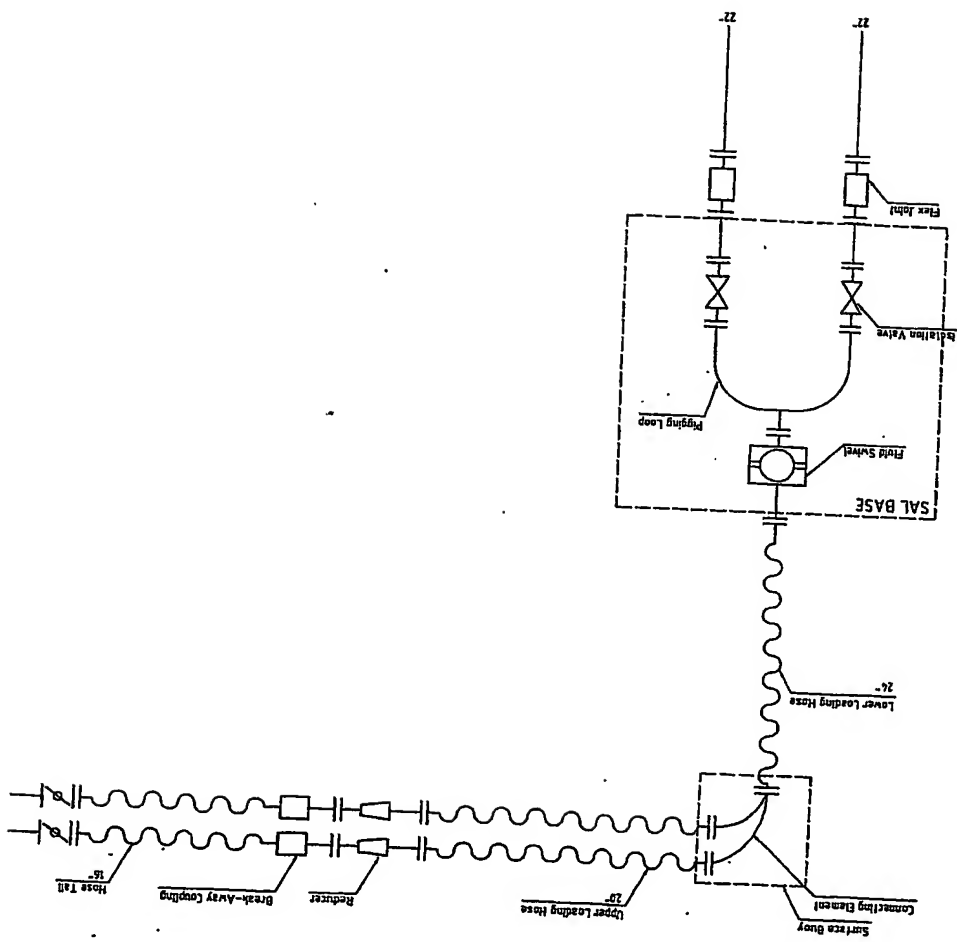 Surface Buoy
Connecting Element
Upper Loading Hose
20"
Reducer
Break-Away Coupling
Hose Tail
16"
Lower Loading Hose
24"
SAL BASE
Fluid Swivel
Pigging Loop
Isolation Valve
Flex Joint
22"
22"